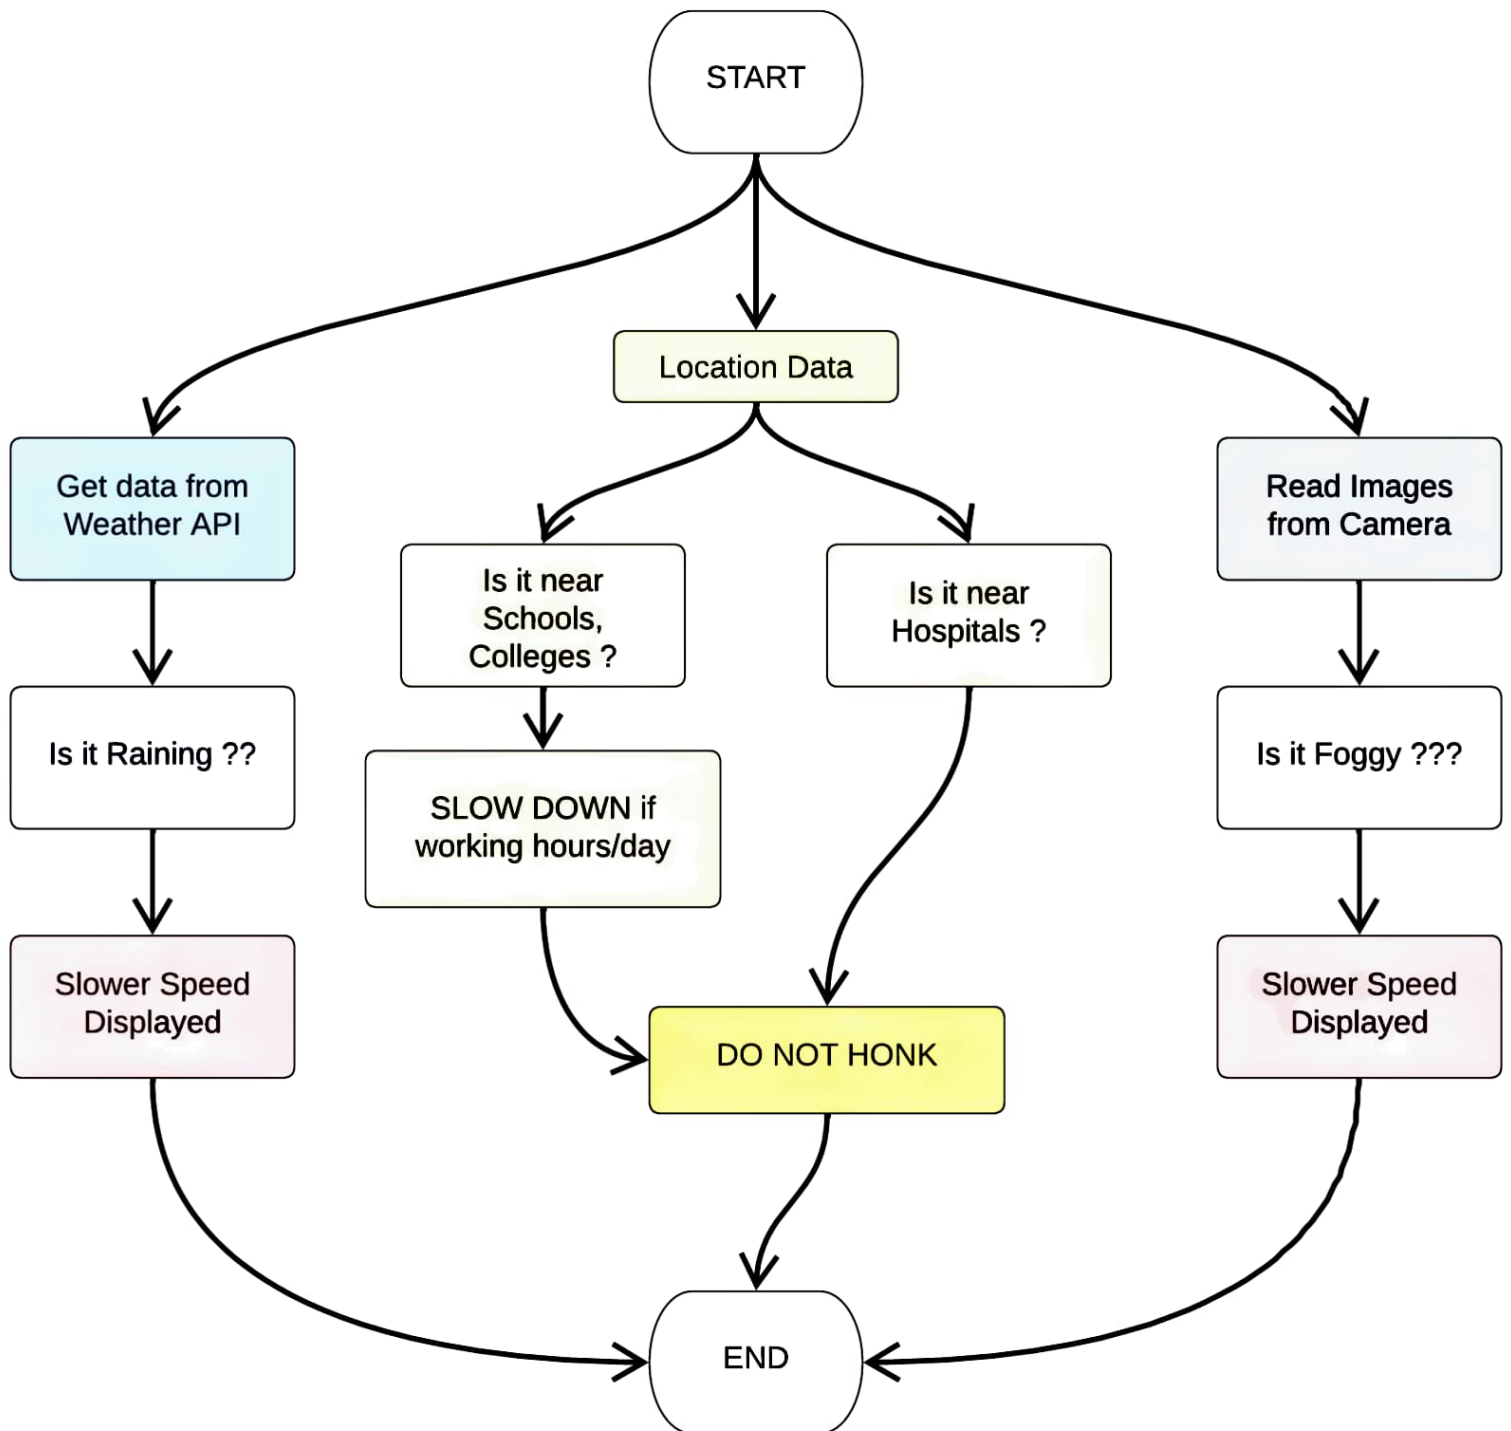 START
Location Data
Get data from
Weather API
Read Images
from Camera
Is it near
Schools,
Colleges ?
Is it near
Hospitals ?
Is it Raining ??
Is it Foggy ???
SLOW DOWN if
working hours/day
Slower Speed
Displayed
DO NOT HONK
Slower Speed
Displayed
END